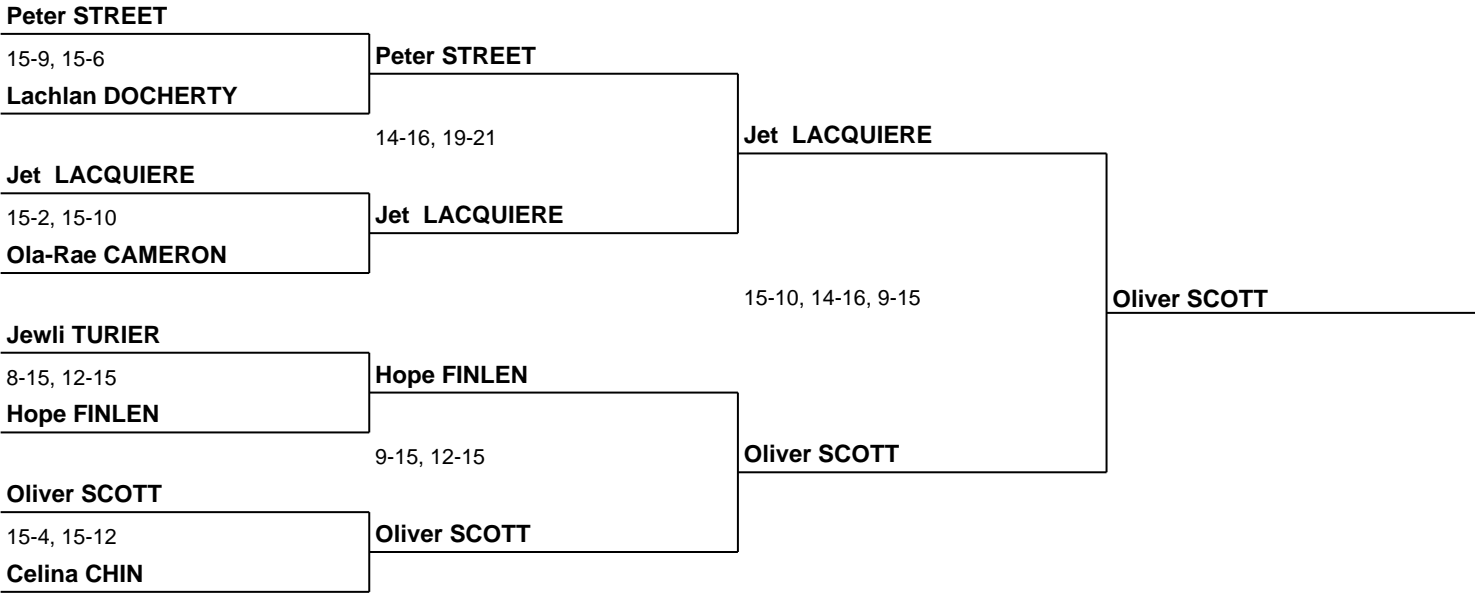 Peter STREET
15-9, 15-6
Peter STREET
Lachlan DOCHERTY
14-16, 19-21
Jet  LACQUIERE
Jet  LACQUIERE
15-2, 15-10
Jet  LACQUIERE
Ola-Rae CAMERON
15-10, 14-16, 9-15
Oliver SCOTT
Jewli TURIER
8-15, 12-15
Hope FINLEN
Hope FINLEN
9-15, 12-15
Oliver SCOTT
Oliver SCOTT
15-4, 15-12
Oliver SCOTT
Celina CHIN